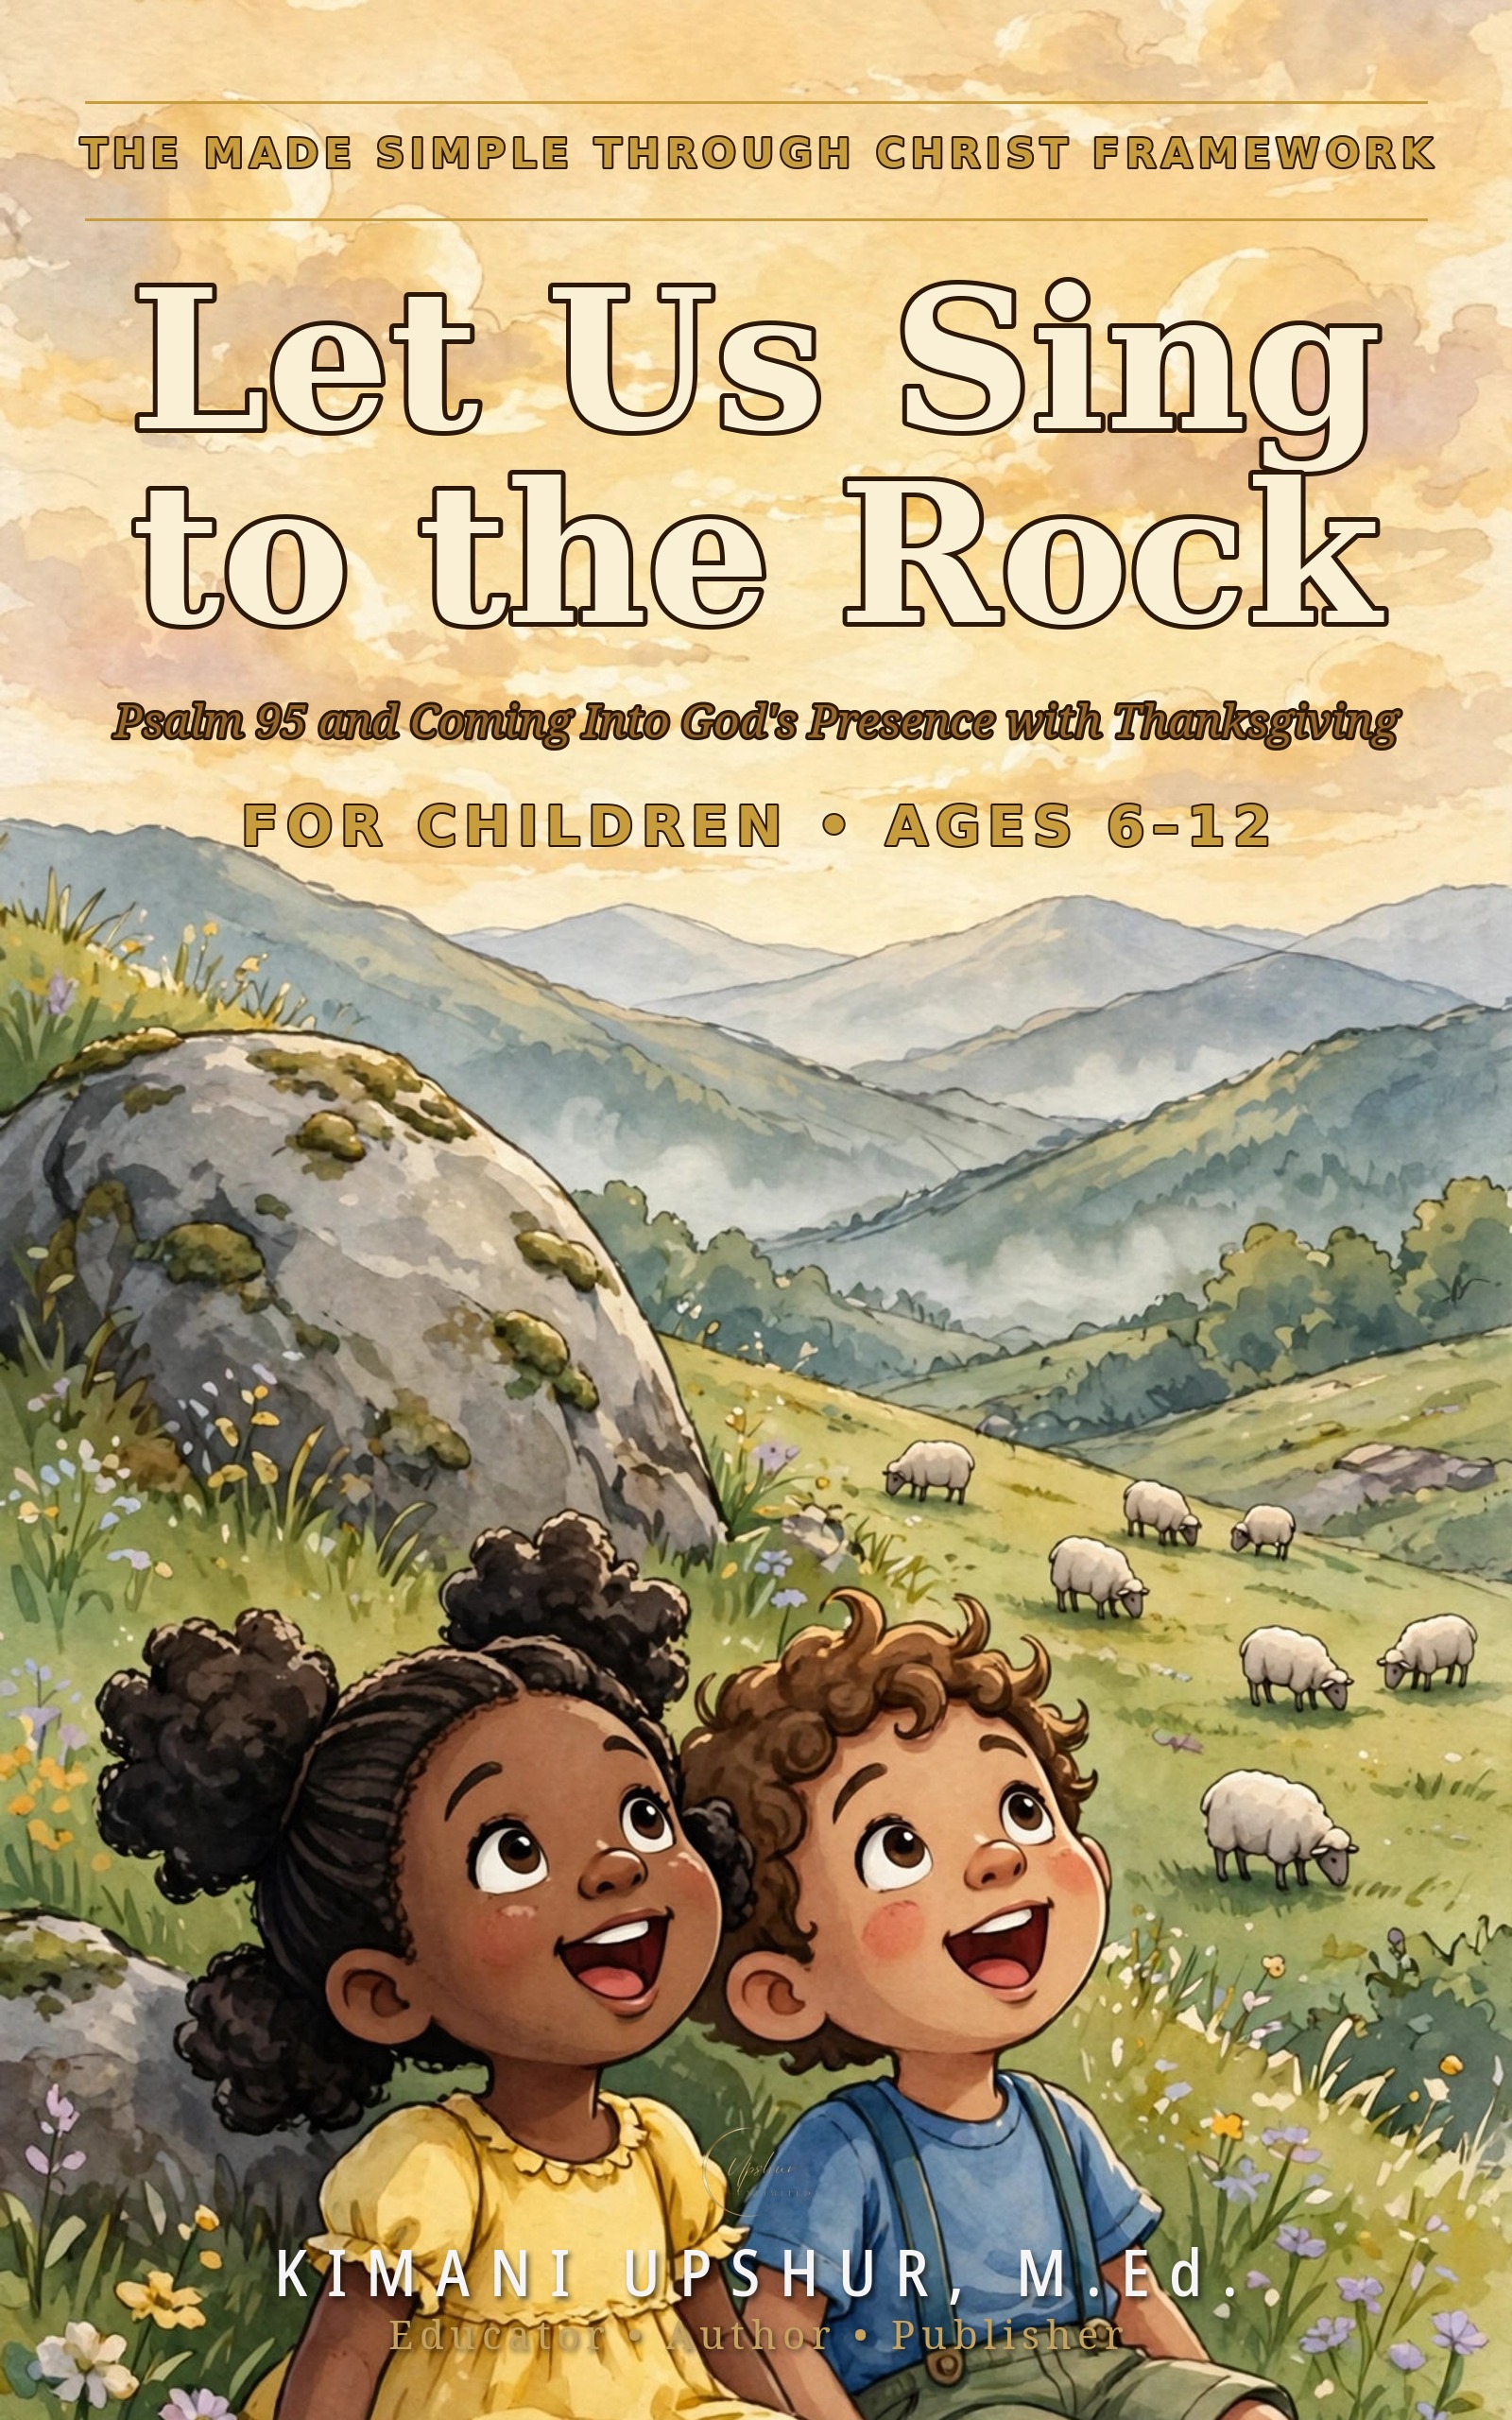 THE MADE SIMPLE THROUGH CHRIST FRAMEWORK
Let Us Sing
to the Rock
Psalm 95 and Coming Into God's Presence with Thanksgiving
FOR CHILDREN • AGES 6–12
Upshur
KIMANI UPSHUR, M.Ed.
Educator • Author • Publisher